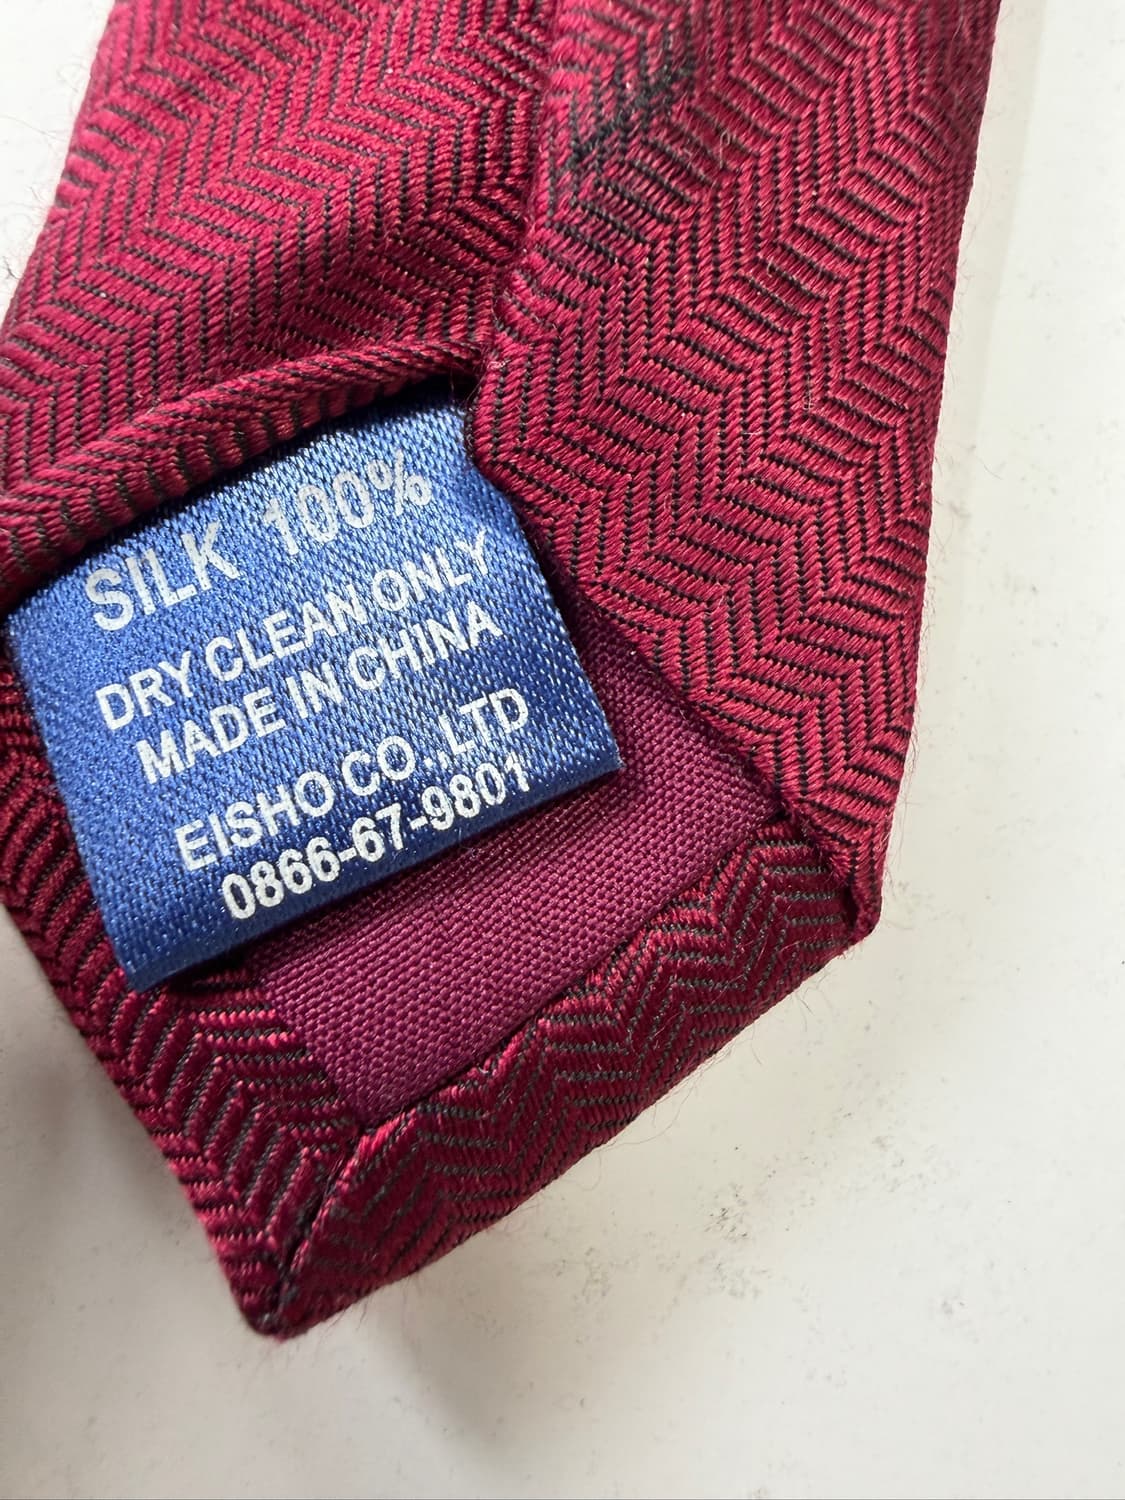 SILK 100%
DRY CLEAN ONLY
MADE IN CHINA
EISHO CO.,LTD
0866-67-9801